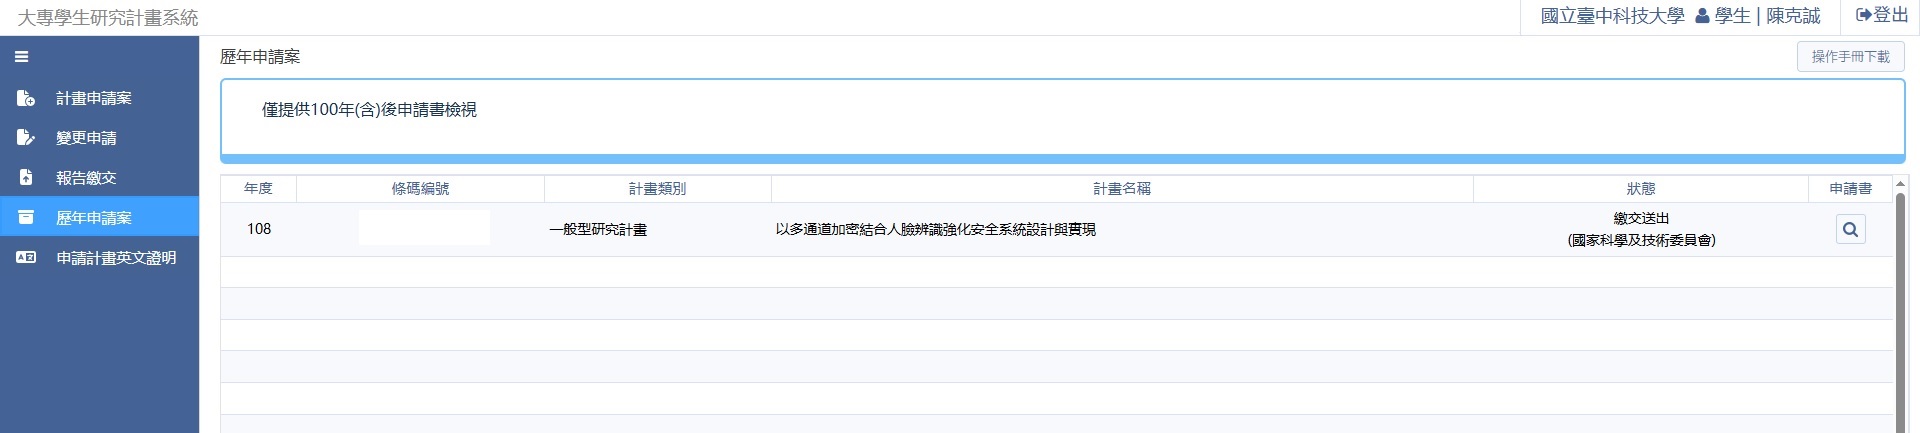 大專學生研究計畫系統
國立臺中科技大學 學生 | 陳克誠 登出
計畫申請案
變更申請
報告繳交
歷年申請案
申請計畫英文證明
歷年申請案 操作手冊下載
僅提供100年(含)後申請書檢視
年度 條碼編號 計畫類別 計畫名稱 狀態 申請書
108 一般型研究計畫 以多通道加密結合人臉辨識強化安全系統設計與實現 繳交送出
(國家科學及技術委員會)